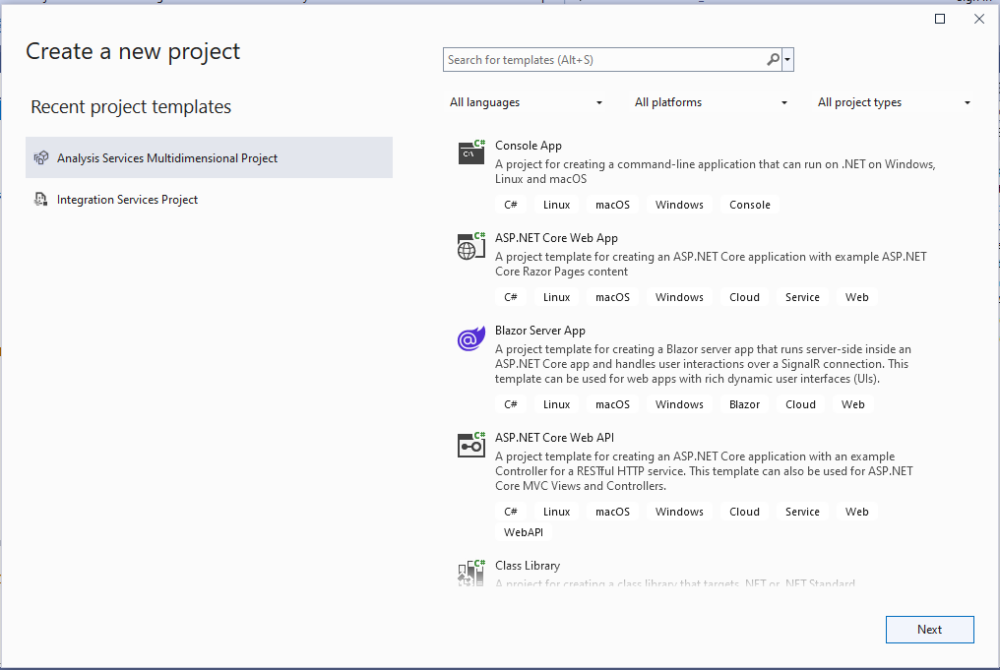 Create a new project
Search for templates (Alt+S)
Recent project templates
All languages
All platforms
All project types
Analysis Services Multidimensional Project
Integration Services Project
C#
C:\
Console App
A project for creating a command-line application that can run on .NET on Windows,
Linux and macOS
C# Linux macOS Windows Console
C#
ASP.NET Core Web App
A project template for creating an ASP.NET Core application with example ASP.NET
Core Razor Pages content
C# Linux macOS Windows Cloud Service Web
@
Blazor Server App
A project template for creating a Blazor server app that runs server-side inside an
ASP.NET Core app and handles user interactions over a SignalR connection. This
template can be used for web apps with rich dynamic user interfaces (UIs).
C# Linux macOS Windows Blazor Cloud Web
C#
ASP.NET Core Web API
A project template for creating an ASP.NET Core application with an example
Controller for a RESTful HTTP service. This template can also be used for ASP.NET
Core MVC Views and Controllers.
C# Linux macOS Windows Cloud Service Web
WebAPI
C#
Class Library
A project for creating a class library that targets .NET or .NET Standard
Next